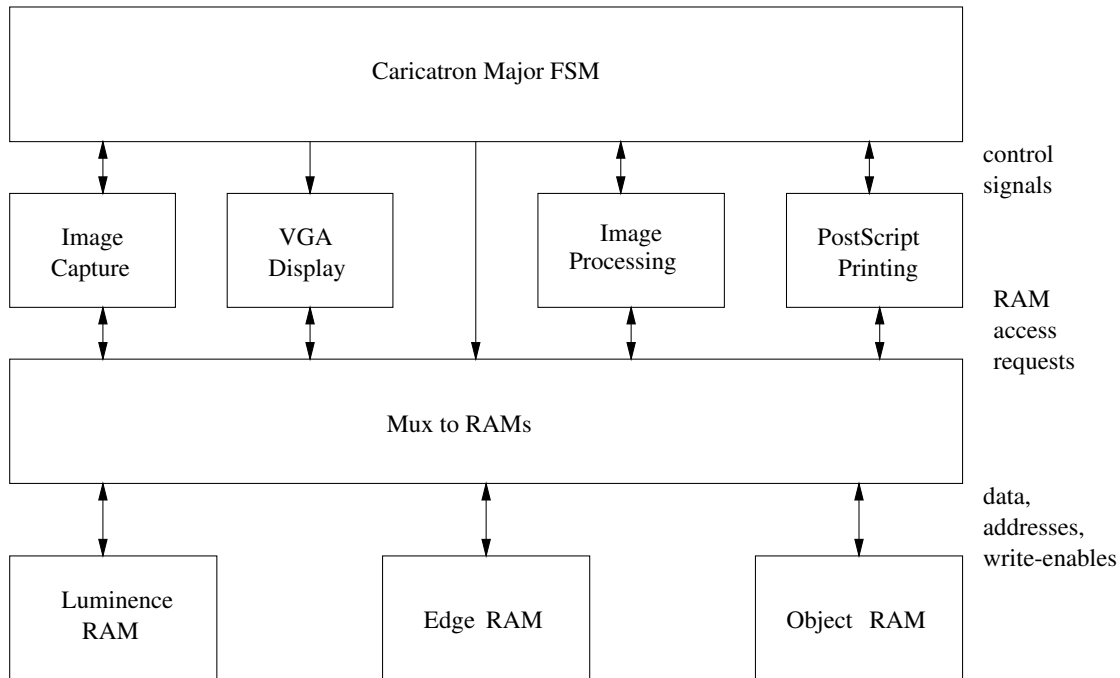 Caricatron Major FSM
control
signals
Image
Capture
VGA
Display
Image
Processing
PostScript
Printing
RAM
access
requests
Mux to RAMs
data,
addresses,
write-enables
Luminence
RAM
Edge RAM
Object RAM